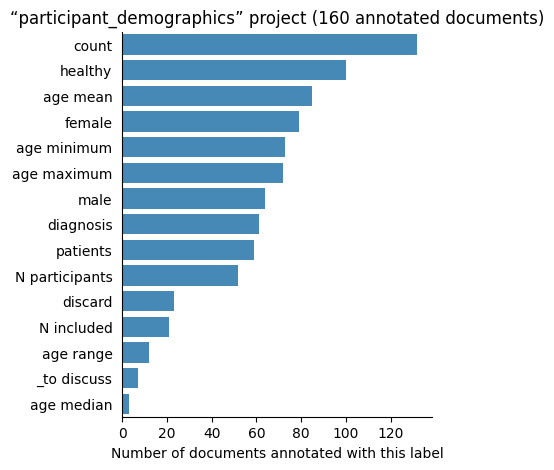 “participant_demographics” project (160 annotated documents)
count
healthy
age mean
female
age minimum
age maximum
male
diagnosis
patients
N participants
discard
N included
age range
_to discuss
age median
0 20 40 60 80 100 120
Number of documents annotated with this label